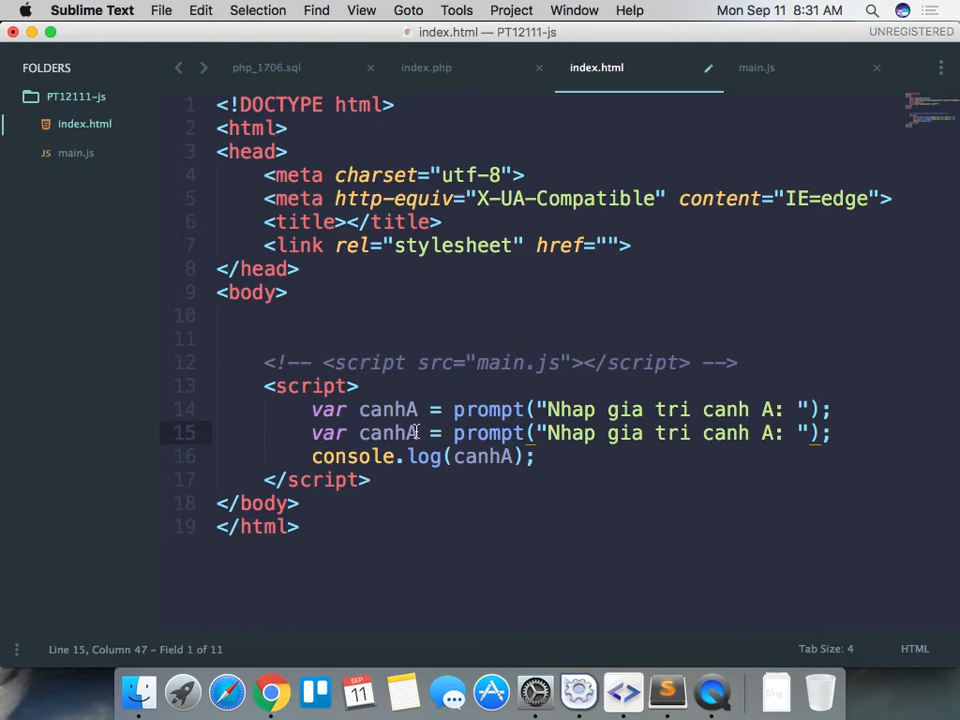 Sublime Text File Edit Selection Find View Goto Tools Project Window Help Mon Sep 11 8:31 AM
index.html — PT12111-js UNREGISTERED
FOLDERS
PT12111-js
index.html
main.js
php_1706.sql index.php index.html main.js
1 <!DOCTYPE html>
2 <html>
3 <head>
4 <meta charset="utf-8">
5 <meta http-equiv="X-UA-Compatible" content="IE=edge">
6 <title></title>
7 <link rel="stylesheet" href="">
8 </head>
9 <body>
10
11
12 <!-- <script src="main.js"></script> -->
13 <script>
14 var canhA = prompt("Nhap gia tri canh A: ");
15 var canhA = prompt("Nhap gia tri canh A: ");
16 console.log(canhA);
17 </script>
18 </body>
19 </html>
Line 15, Column 47 - Field 1 of 11 Tab Size: 4 HTML
SEP
11